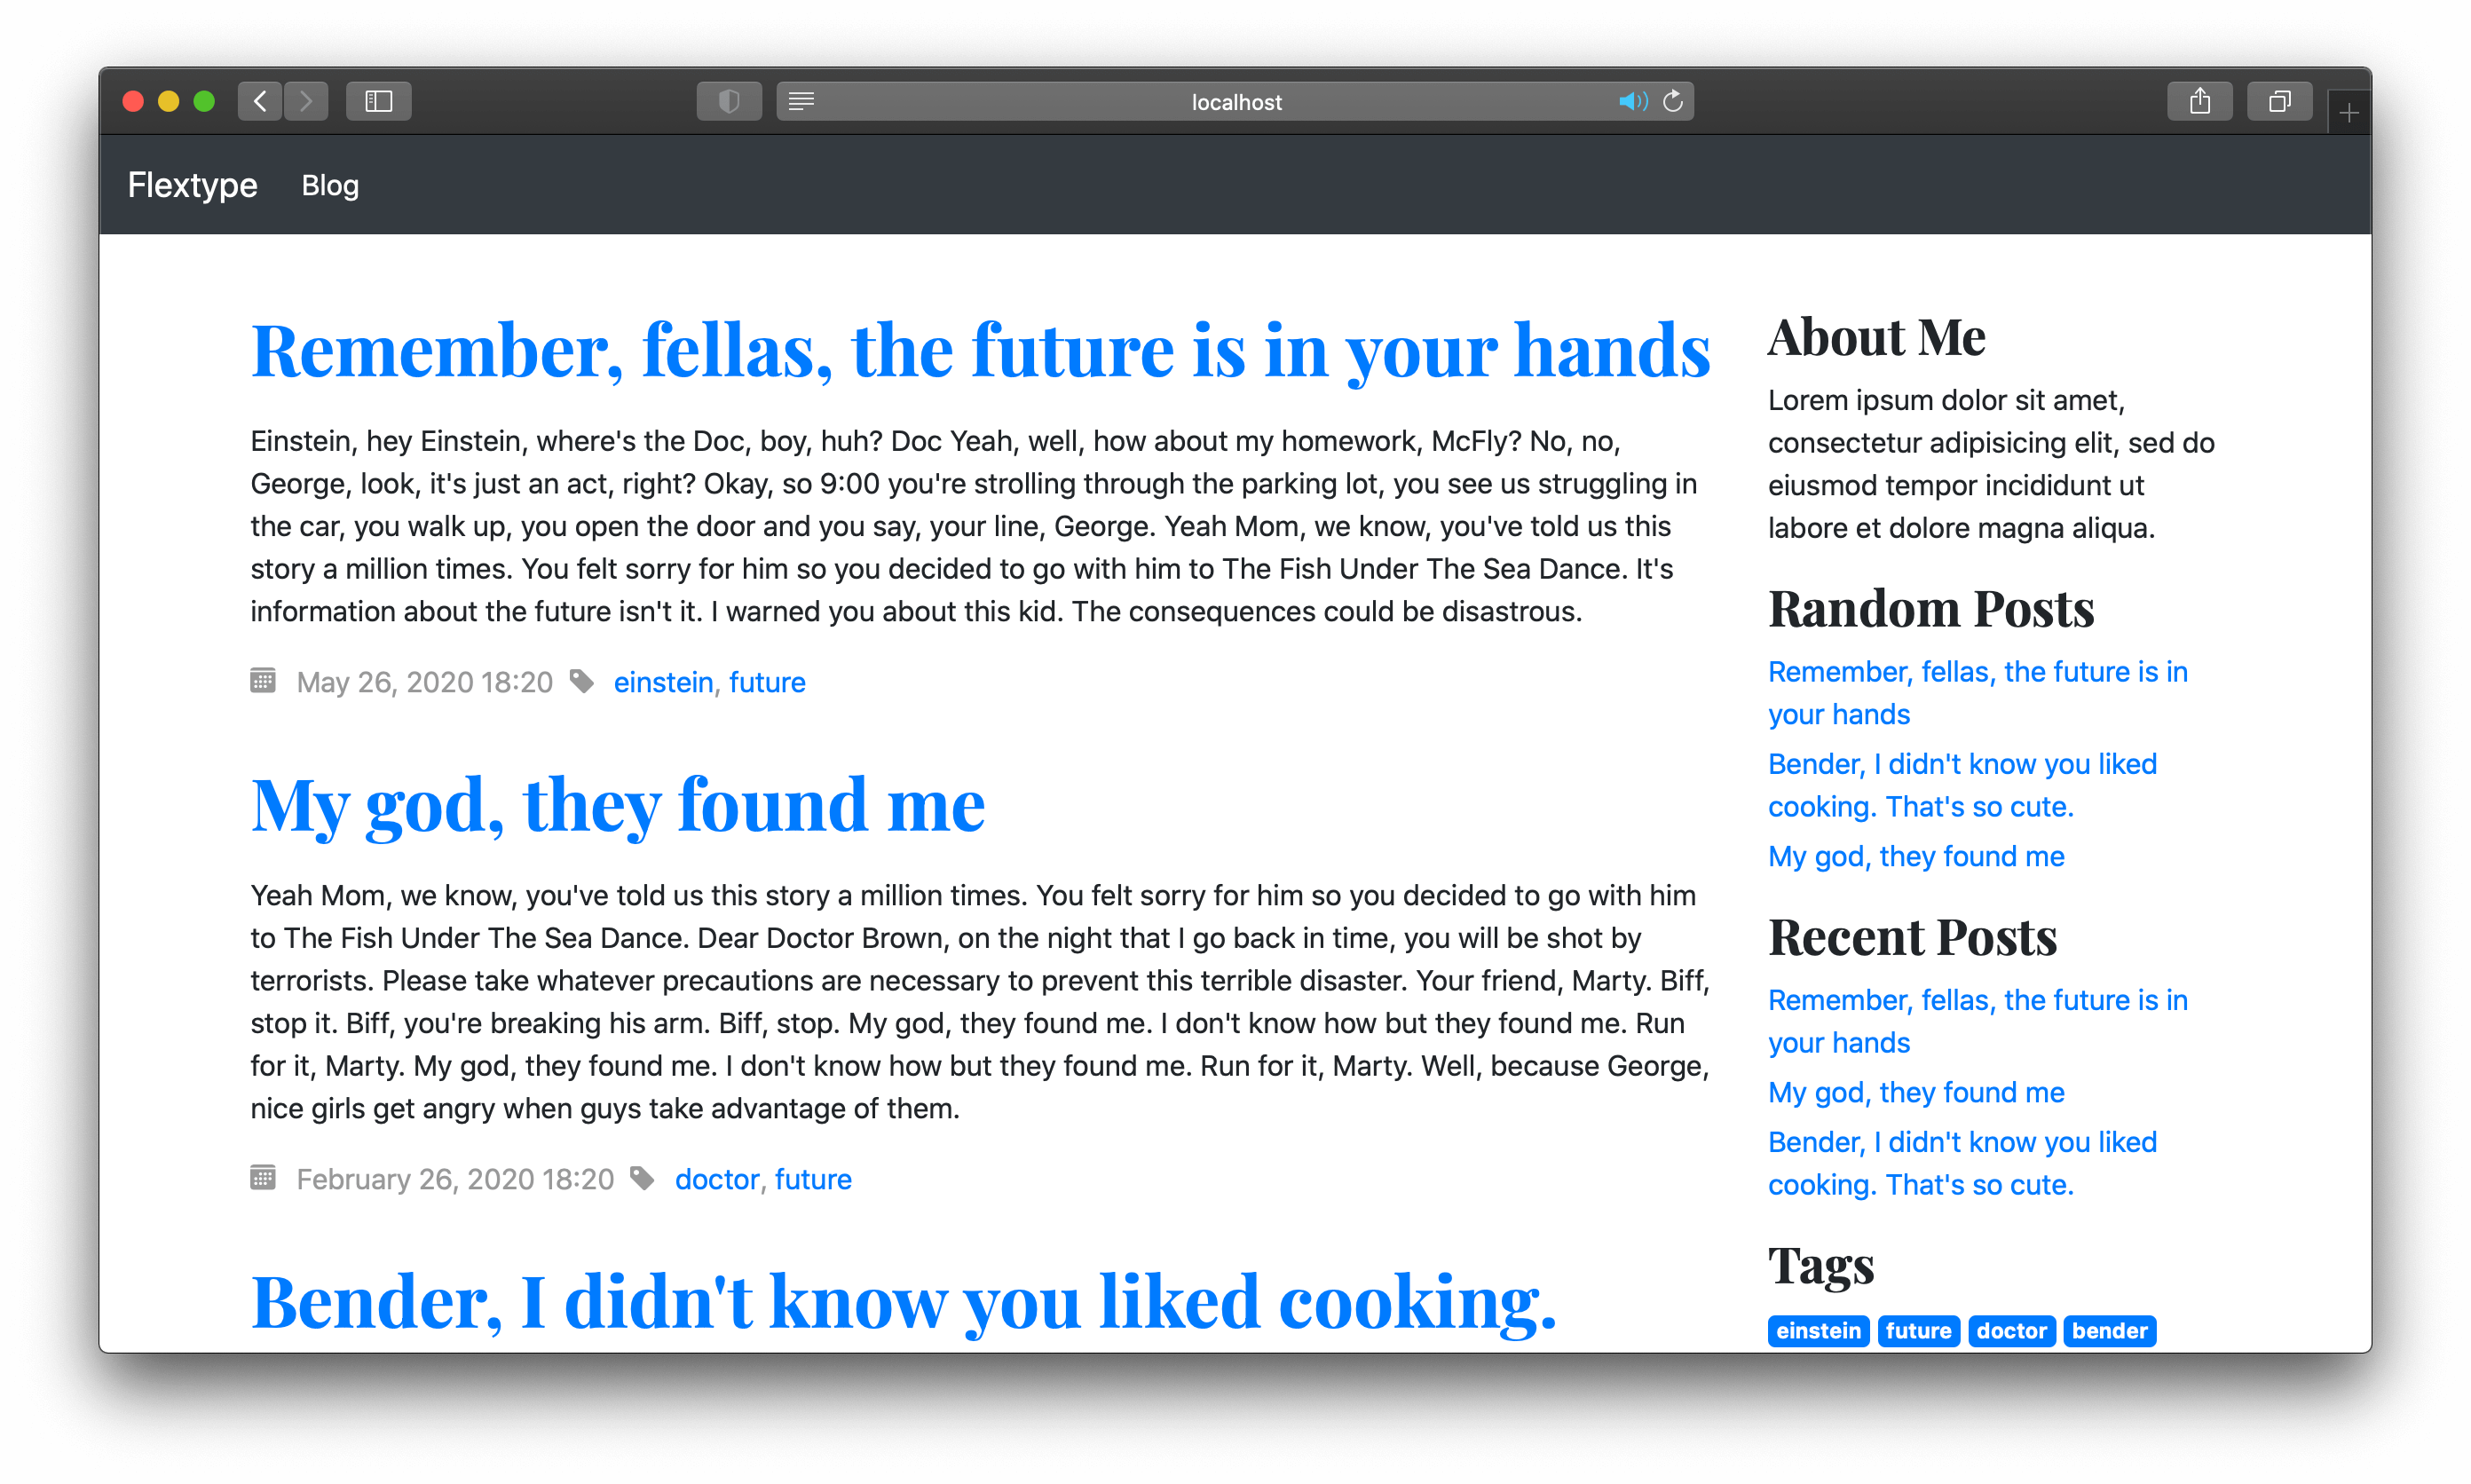 localhost
Flextype Blog
Remember, fellas, the future is in your hands
Einstein, hey Einstein, where's the Doc, boy, huh? Doc Yeah, well, how about my homework, McFly? No, no,
George, look, it's just an act, right? Okay, so 9:00 you're strolling through the parking lot, you see us struggling in
the car, you walk up, you open the door and you say, your line, George. Yeah Mom, we know, you've told us this
story a million times. You felt sorry for him so you decided to go with him to The Fish Under The Sea Dance. It's
information about the future isn't it. I warned you about this kid. The consequences could be disastrous.
May 26, 2020 18:20 einstein, future
My god, they found me
Yeah Mom, we know, you've told us this story a million times. You felt sorry for him so you decided to go with him
to The Fish Under The Sea Dance. Dear Doctor Brown, on the night that I go back in time, you will be shot by
terrorists. Please take whatever precautions are necessary to prevent this terrible disaster. Your friend, Marty. Biff,
stop it. Biff, you're breaking his arm. Biff, stop. My god, they found me. I don't know how but they found me. Run
for it, Marty. My god, they found me. I don't know how but they found me. Run for it, Marty. Well, because George,
nice girls get angry when guys take advantage of them.
February 26, 2020 18:20 doctor, future
Bender, I didn't know you liked cooking.
About Me
Lorem ipsum dolor sit amet,
consectetur adipisicing elit, sed do
eiusmod tempor incididunt ut
labore et dolore magna aliqua.
Random Posts
Remember, fellas, the future is in
your hands
Bender, I didn't know you liked
cooking. That's so cute.
My god, they found me
Recent Posts
Remember, fellas, the future is in
your hands
My god, they found me
Bender, I didn't know you liked
cooking. That's so cute.
Tags
einstein future doctor bender